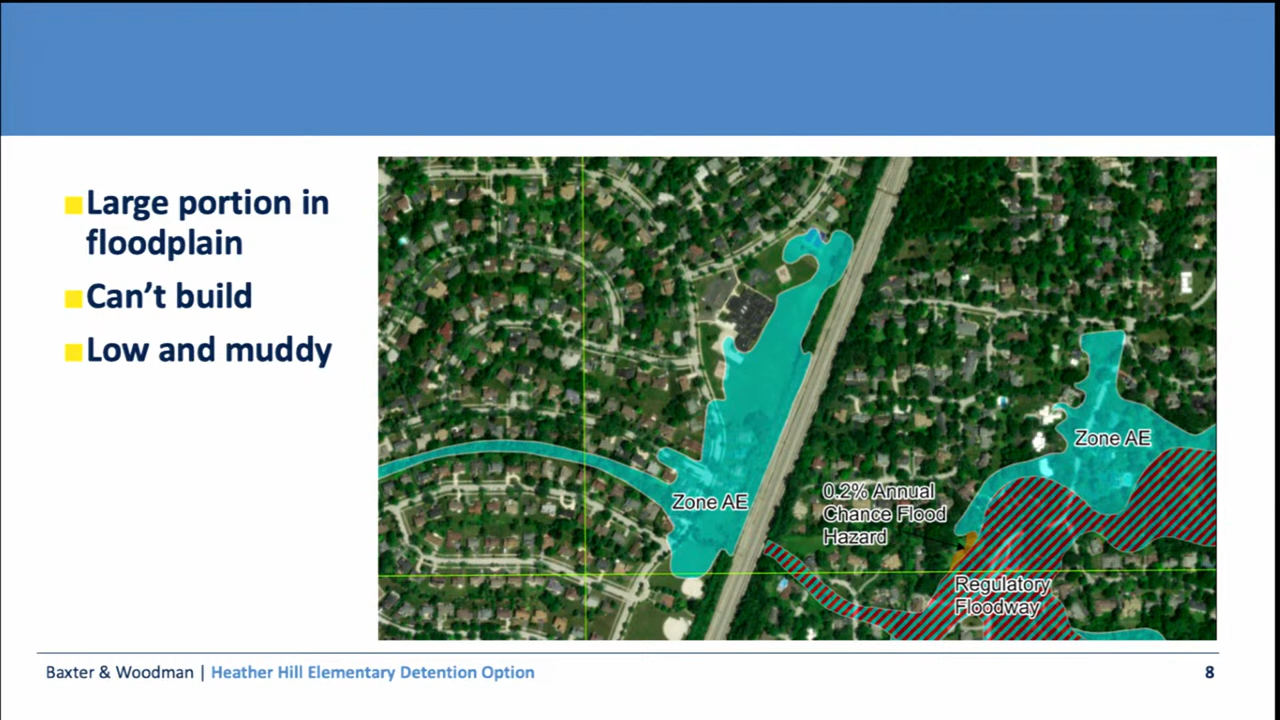 Large portion in
floodplain
Can't build
Low and muddy
Zone AE
Zone AE
0.2% Annual
Chance Flood
Hazard
Regulatory
Floodway
Baxter & Woodman | Heather Hill Elementary Detention Option
8